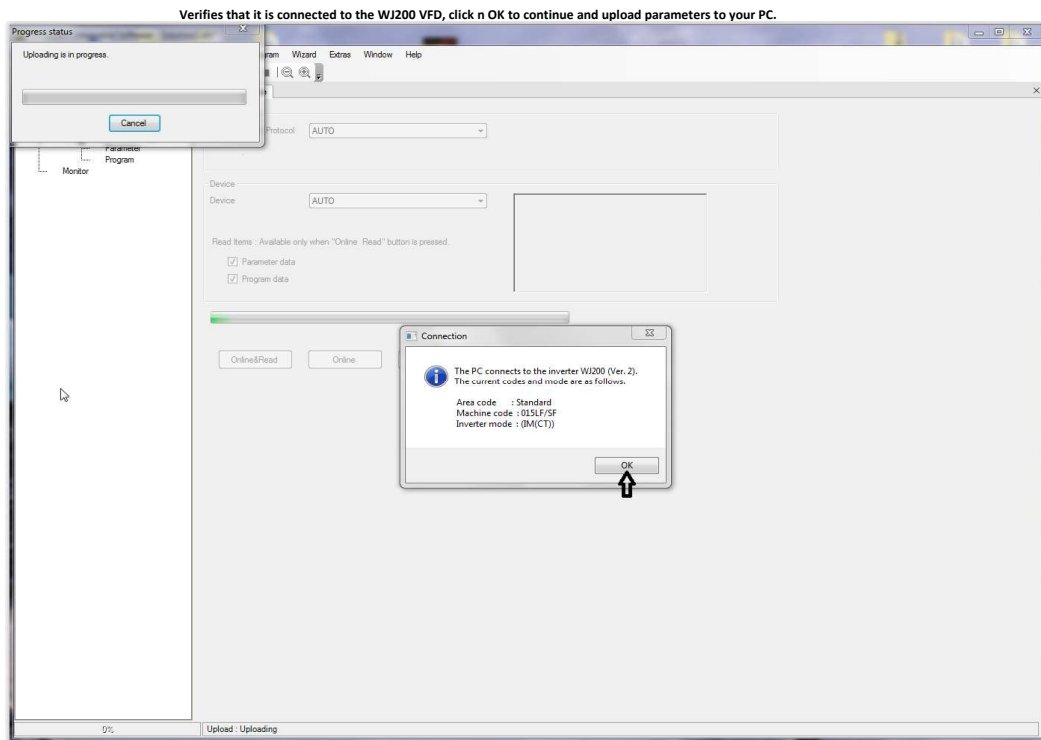 Verifies that it is connected to the WJ200 VFD, click n OK to continue and upload parameters to your PC.
Progress status
Uploading is in progress.
Cancel
Wizard Extras Window Help
Protocol AUTO
Parameter
Program
Monitor
Device
Device AUTO
Read Items : Available only when "Online Read" button is pressed.
Parameter data
Program data
Online&Read Online
Connection
The PC connects to the inverter WJ200 (Ver. 2).
The current codes and mode are as follows.
Area code : Standard
Machine code : 015LF/SF
Inverter mode : (IM(CT))
OK
0% Upload : Uploading